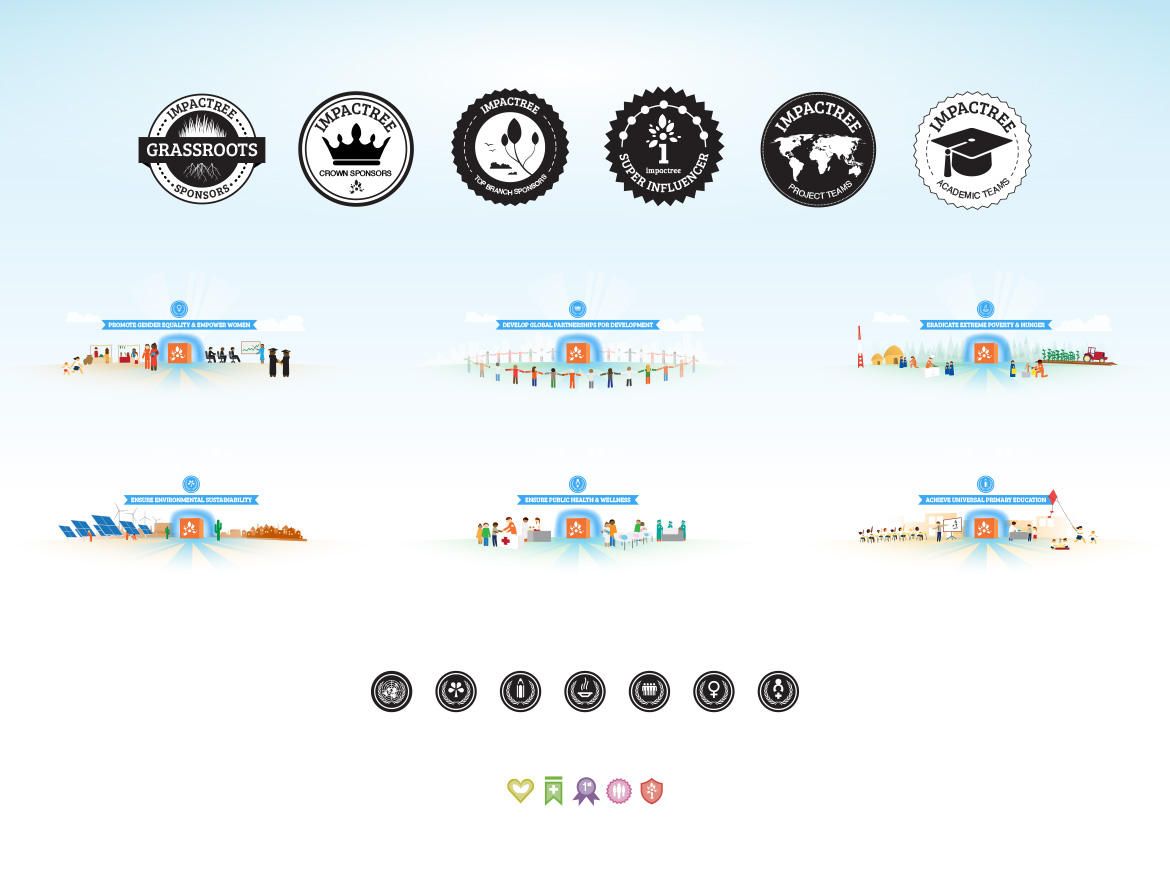 IMPACTREE
GRASSROOTS
SPONSORS
IMPACTREE
CROWN SPONSORS
IMPACTREE
TOP BRANCH SPONSORS
impactree
SUPER INFLUENCER
IMPACTREE
PROJECT TEAMS
IMPACTREE
ACADEMIC TEAMS
PROMOTE GENDER EQUALITY & EMPOWER WOMEN
DEVELOP GLOBAL PARTNERSHIPS FOR DEVELOPMENT
ERADICATE EXTREME POVERTY & HUNGER
ENSURE ENVIRONMENTAL SUSTAINABILITY
ENSURE PUBLIC HEALTH & WELLNESS
ACHIEVE UNIVERSAL PRIMARY EDUCATION
1st